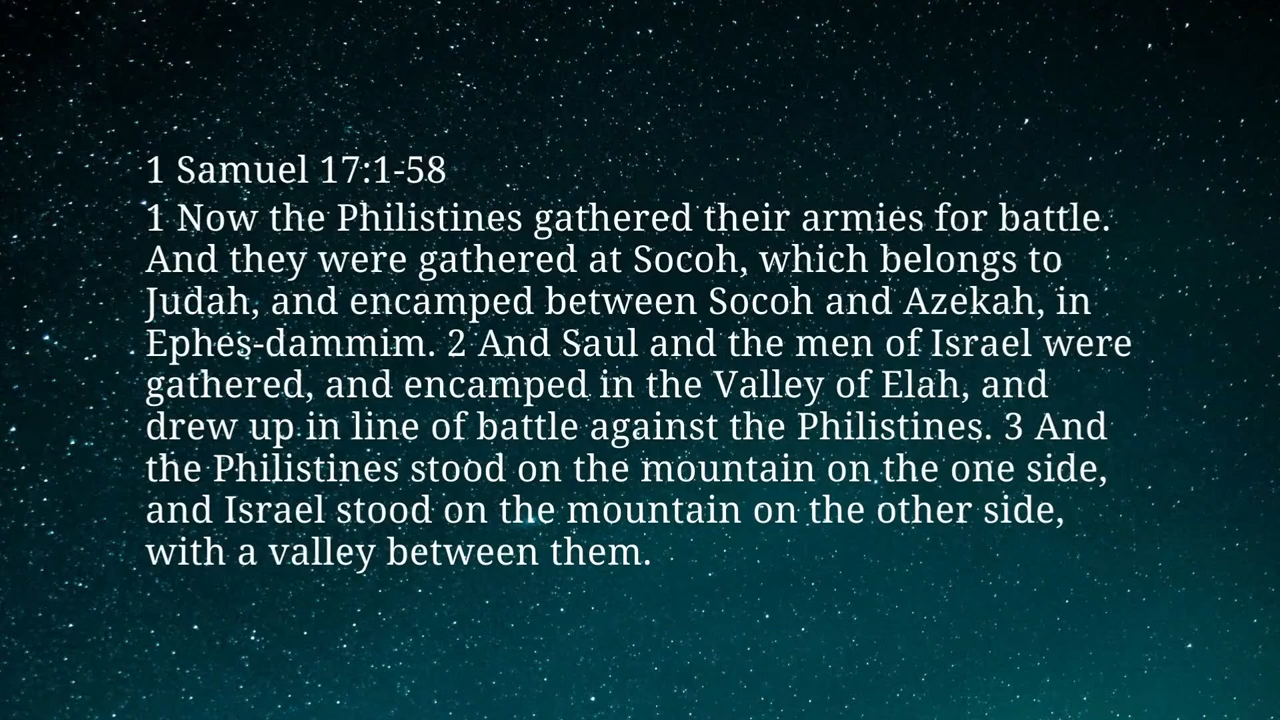 1 Samuel 17:1-58
1 Now the Philistines gathered their armies for battle.
And they were gathered at Socoh, which belongs to
Judah, and encamped between Socoh and Azekah, in
Ephes-dammim. 2 And Saul and the men of Israel were
gathered, and encamped in the Valley of Elah, and
drew up in line of battle against the Philistines. 3 And
the Philistines stood on the mountain on the one side,
and Israel stood on the mountain on the other side,
with a valley between them.